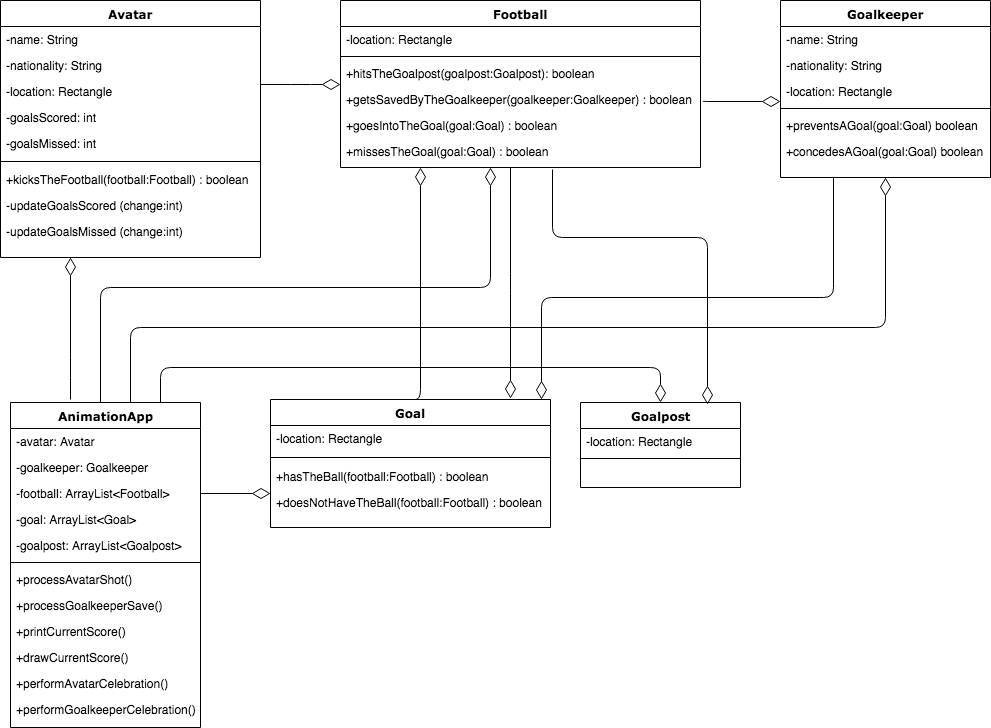 Avatar
-name: String
-nationality: String
-location: Rectangle
-goalsScored: int
-goalsMissed: int
+kicksTheFootball(football:Football) : boolean
-updateGoalsScored (change:int)
-updateGoalsMissed (change:int)
Football
-location: Rectangle
+hitsTheGoalpost(goalpost:Goalpost): boolean
+getsSavedByTheGoalkeeper(goalkeeper:Goalkeeper) : boolean
+goesIntoTheGoal(goal:Goal) : boolean
+missesTheGoal(goal:Goal) : boolean
Goalkeeper
-name: String
-nationality: String
-location: Rectangle
+preventsAGoal(goal:Goal) boolean
+concedesAGoal(goal:Goal) boolean
AnimationApp
-avatar: Avatar
-goalkeeper: Goalkeeper
-football: ArrayList<Football>
-goal: ArrayList<Goal>
-goalpost: ArrayList<Goalpost>
+processAvatarShot()
+processGoalkeeperSave()
+printCurrentScore()
+drawCurrentScore()
+performAvatarCelebration()
+performGoalkeeperCelebration()
Goal
-location: Rectangle
+hasTheBall(football:Football) : boolean
+doesNotHaveTheBall(football:Football) : boolean
Goalpost
-location: Rectangle